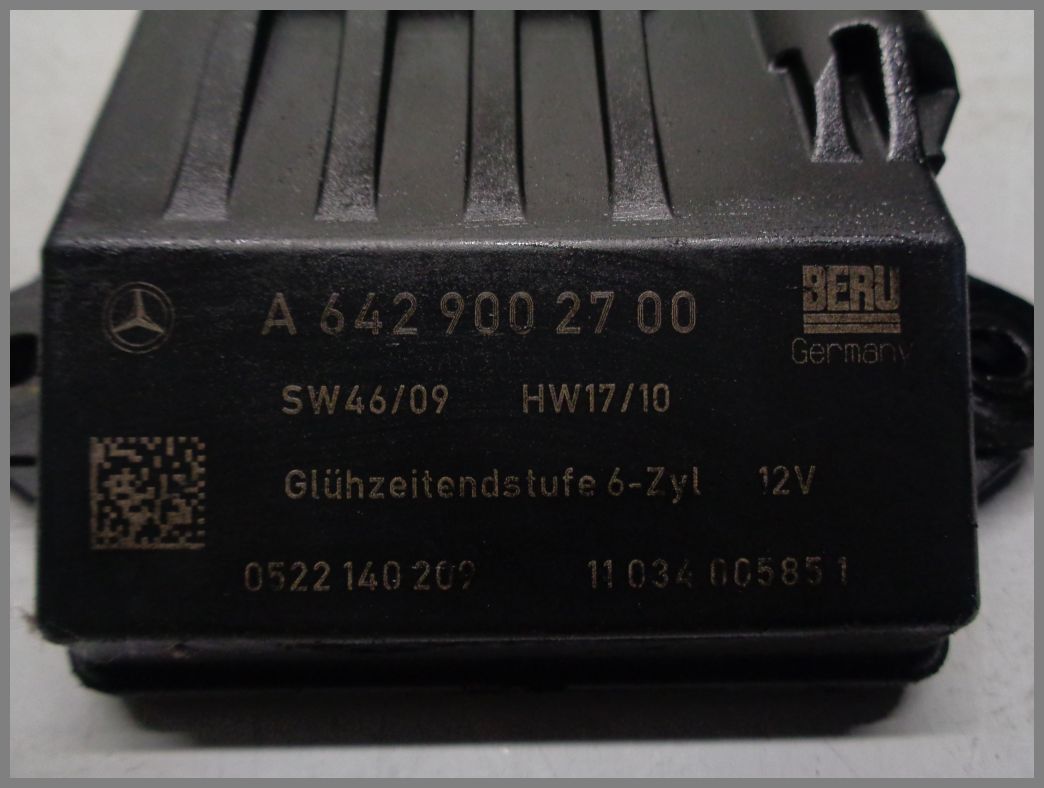 A 642 900 27 00
BERU
Germany
SW46/09 HW17/10
Glühzeitendstufe 6-Zyl 12V
0522 140 209 11 034 005851